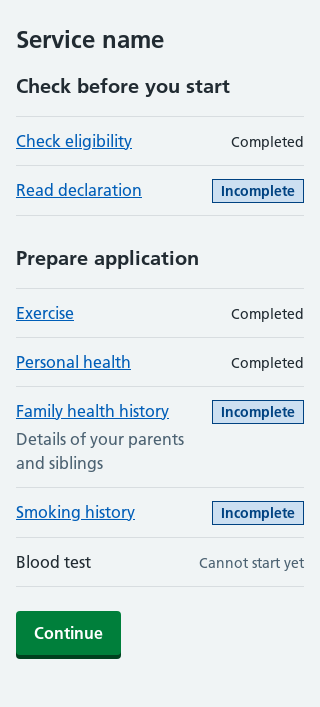 Service name
Check before you start
Check eligibility Completed
Read declaration Incomplete
Prepare application
Exercise Completed
Personal health Completed
Family health history Incomplete
Details of your parents
and siblings
Smoking history Incomplete
Blood test Cannot start yet
Continue